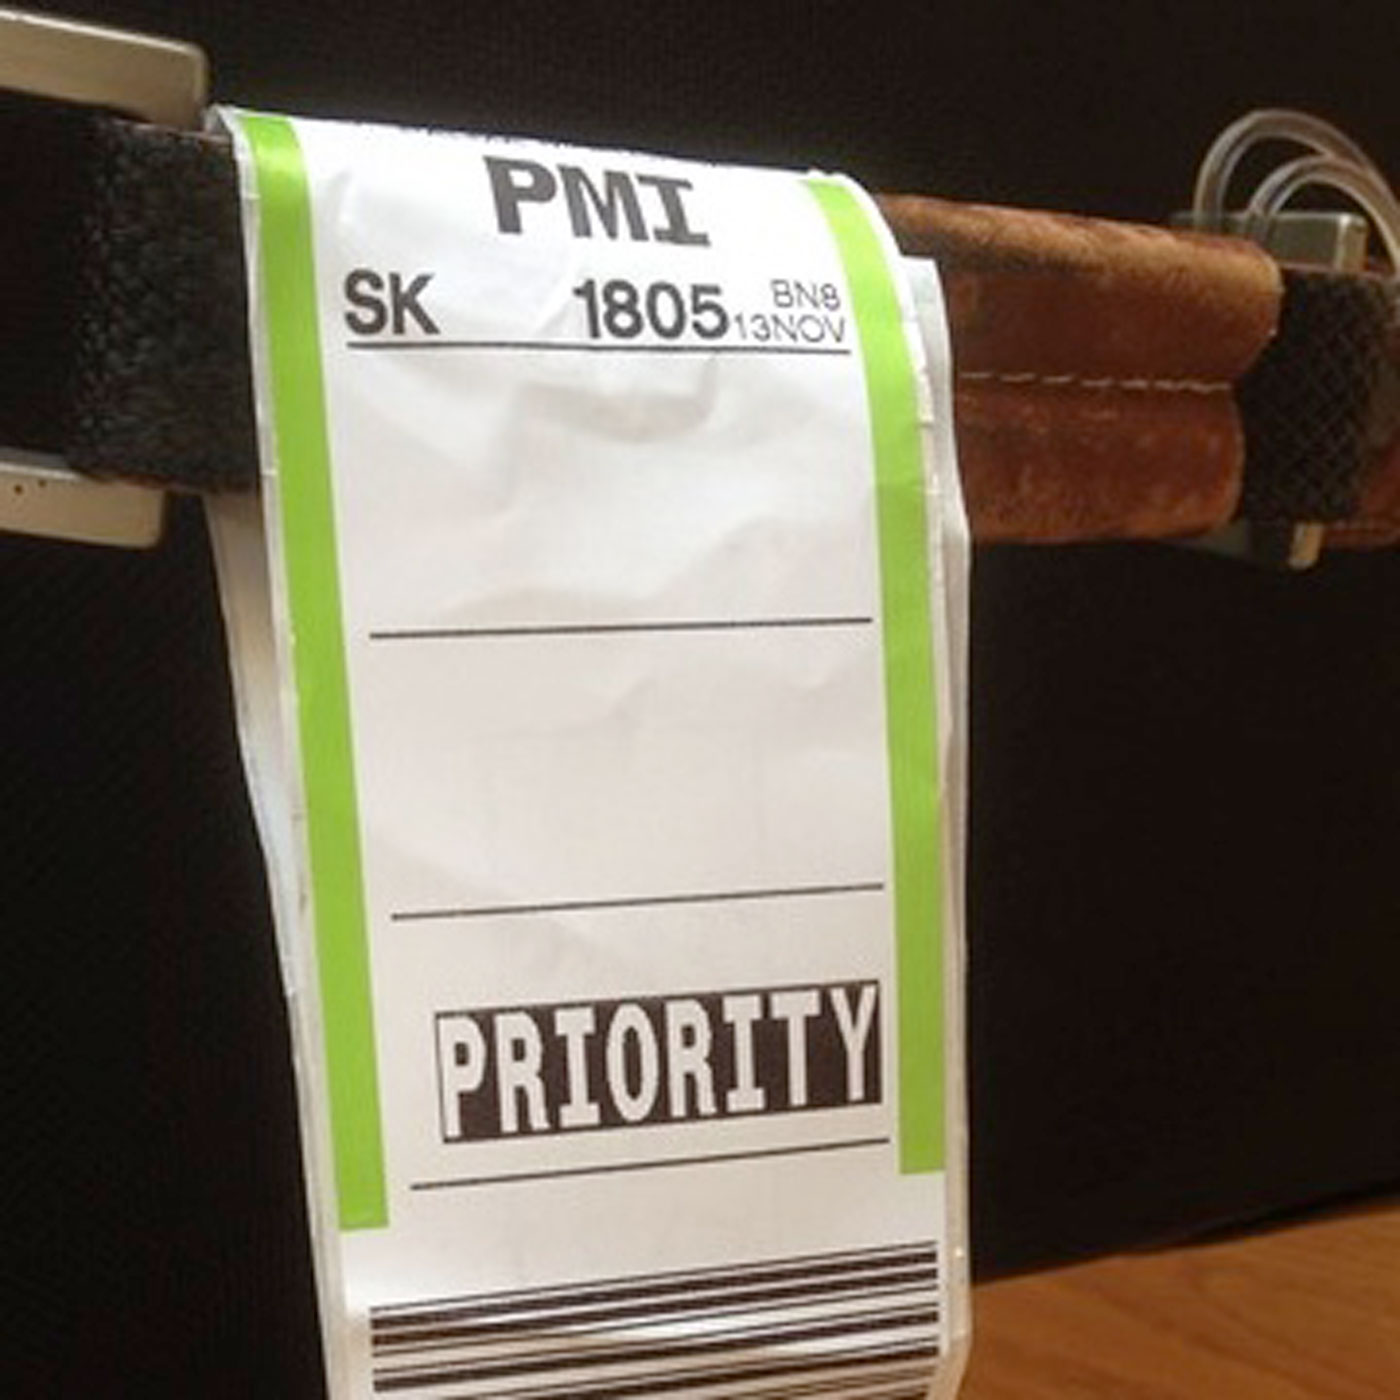 PMI
SK 1805 BN8
13NOV
PRIORITY